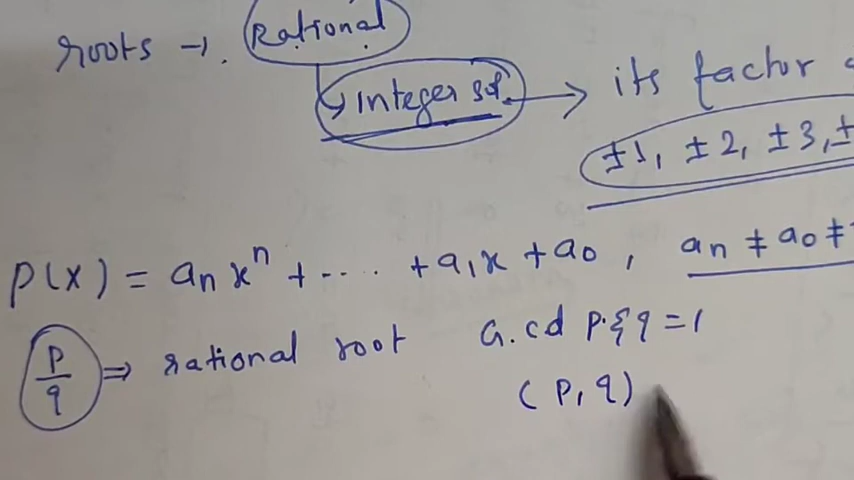 roots → . Rational
Integer sol. → its factor
±1, ±2, ±3, ±
P(x) = aₙxⁿ + .... + a₁x + a₀ , aₙ ≠ a₀ ≠
p/q ⇒ rational root G.cd p & q = 1
(p, q)